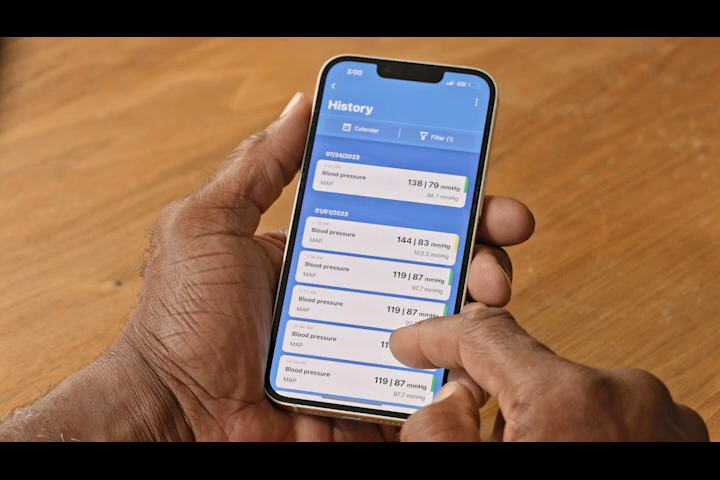 3:00
5G
History
Calendar
Filter (1)
07/24/2023
Blood pressure
138 | 79 mmHg
MAP
98.7 mmHg
01/01/2023
Blood pressure
144 | 83 mmHg
MAP
103.3 mmHg
Blood pressure
119 | 87 mmHg
MAP
97.7 mmHg
Blood pressure
119 | 87 mmHg
MAP
Blood pressure
MAP
Blood pressure
119 | 87 mmHg
MAP
97.7 mmHg